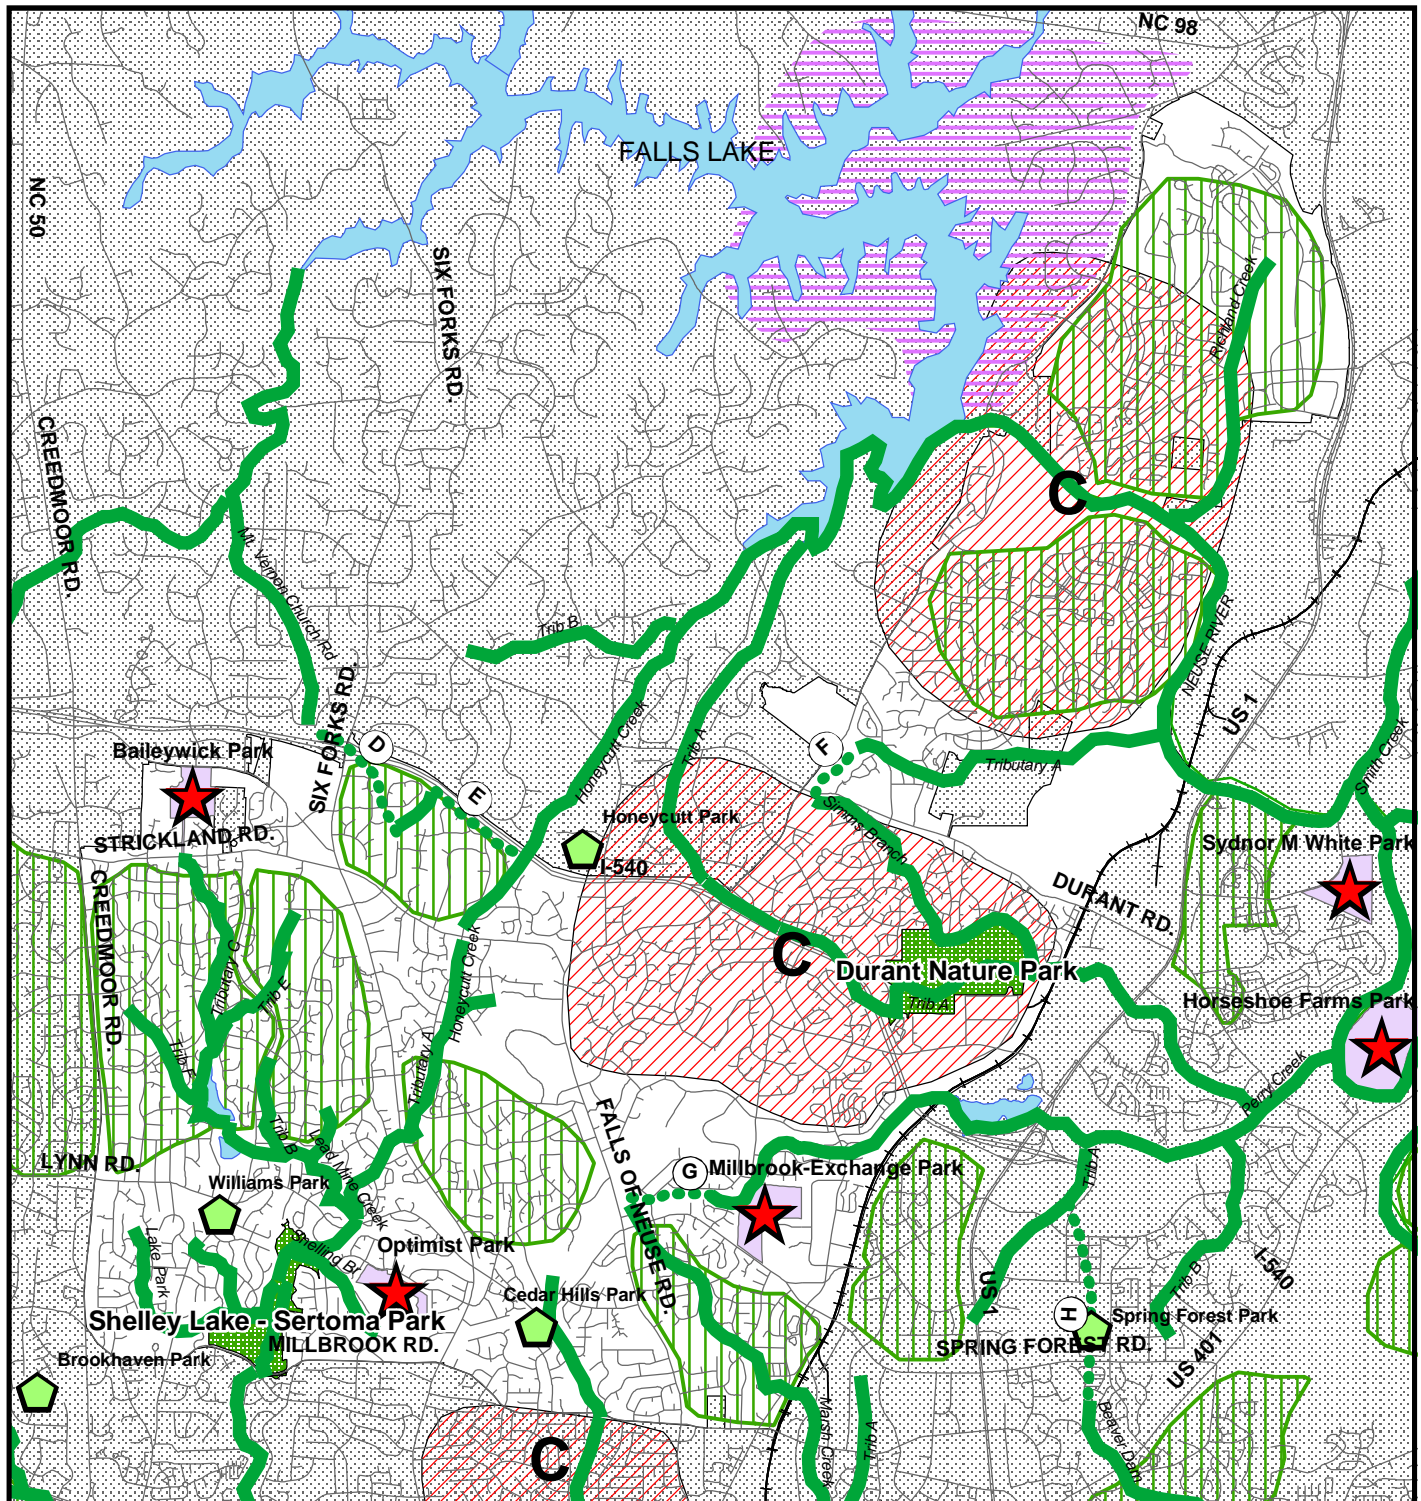 NC 98
FALLS LAKE
NC 50
SIX FORKS RD.
Richland Creek
CREEDMOOR RD.
C
Mt. Vernon Church Rd
Trib B
NEUSE RIVER
SIX FORKS RD.
D
Baileywick Park
Honeycutt Creek
Trib A
F
Tributary A
US 1
Smith Creek
E
STRICKLAND RD.
Honeycutt Park
Simms Branch
Sydnor M White Park
I-540
CREEDMOOR RD.
DURANT RD.
Tributary C
Trib E
Honeycutt Creek
C
Durant Nature Park
Trib A
Horseshoe Farms Park
Trib F
Tributary A
Perry Creek
Trib B
Lead Mine Creek
FALLS OF NEUSE RD.
LYNN RD.
G
Millbrook-Exchange Park
Trib A
Williams Park
Lake Park
Snelling Br
Optimist Park
I-540
Cedar Hills Park
US 1
Trib B
H
Spring Forest Park
Shelley Lake - Sertoma Park
MILLBROOK RD.
SPRING FOREST RD.
Brookhaven Park
US 401
C
Marsh Creek
Trib A
Beaver Dam